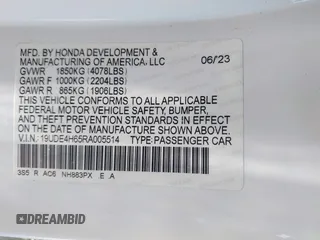 MFD. BY HONDA DEVELOPMENT & 06/23
MANUFACTURING OF AMERICA, LLC
GVWR 1850KG (4078LBS)
GAWR F 1000KG (2204LBS)
GAWR R 865KG (1906LBS)
THIS VEHICLE CONFORMS TO ALL APPLICABLE
FEDERAL MOTOR VEHICLE SAFETY, BUMPER,
AND THEFT PREVENTION STANDARDS IN EFFECT
ON THE DATE OF MANUFACTURE SHOWN ABOVE.
V.I.N.: 19UDE4H65RA005514 TYPE:PASSENGER CAR
3S5 R AC6 NH883PX E A
AUTOBIDMASTER